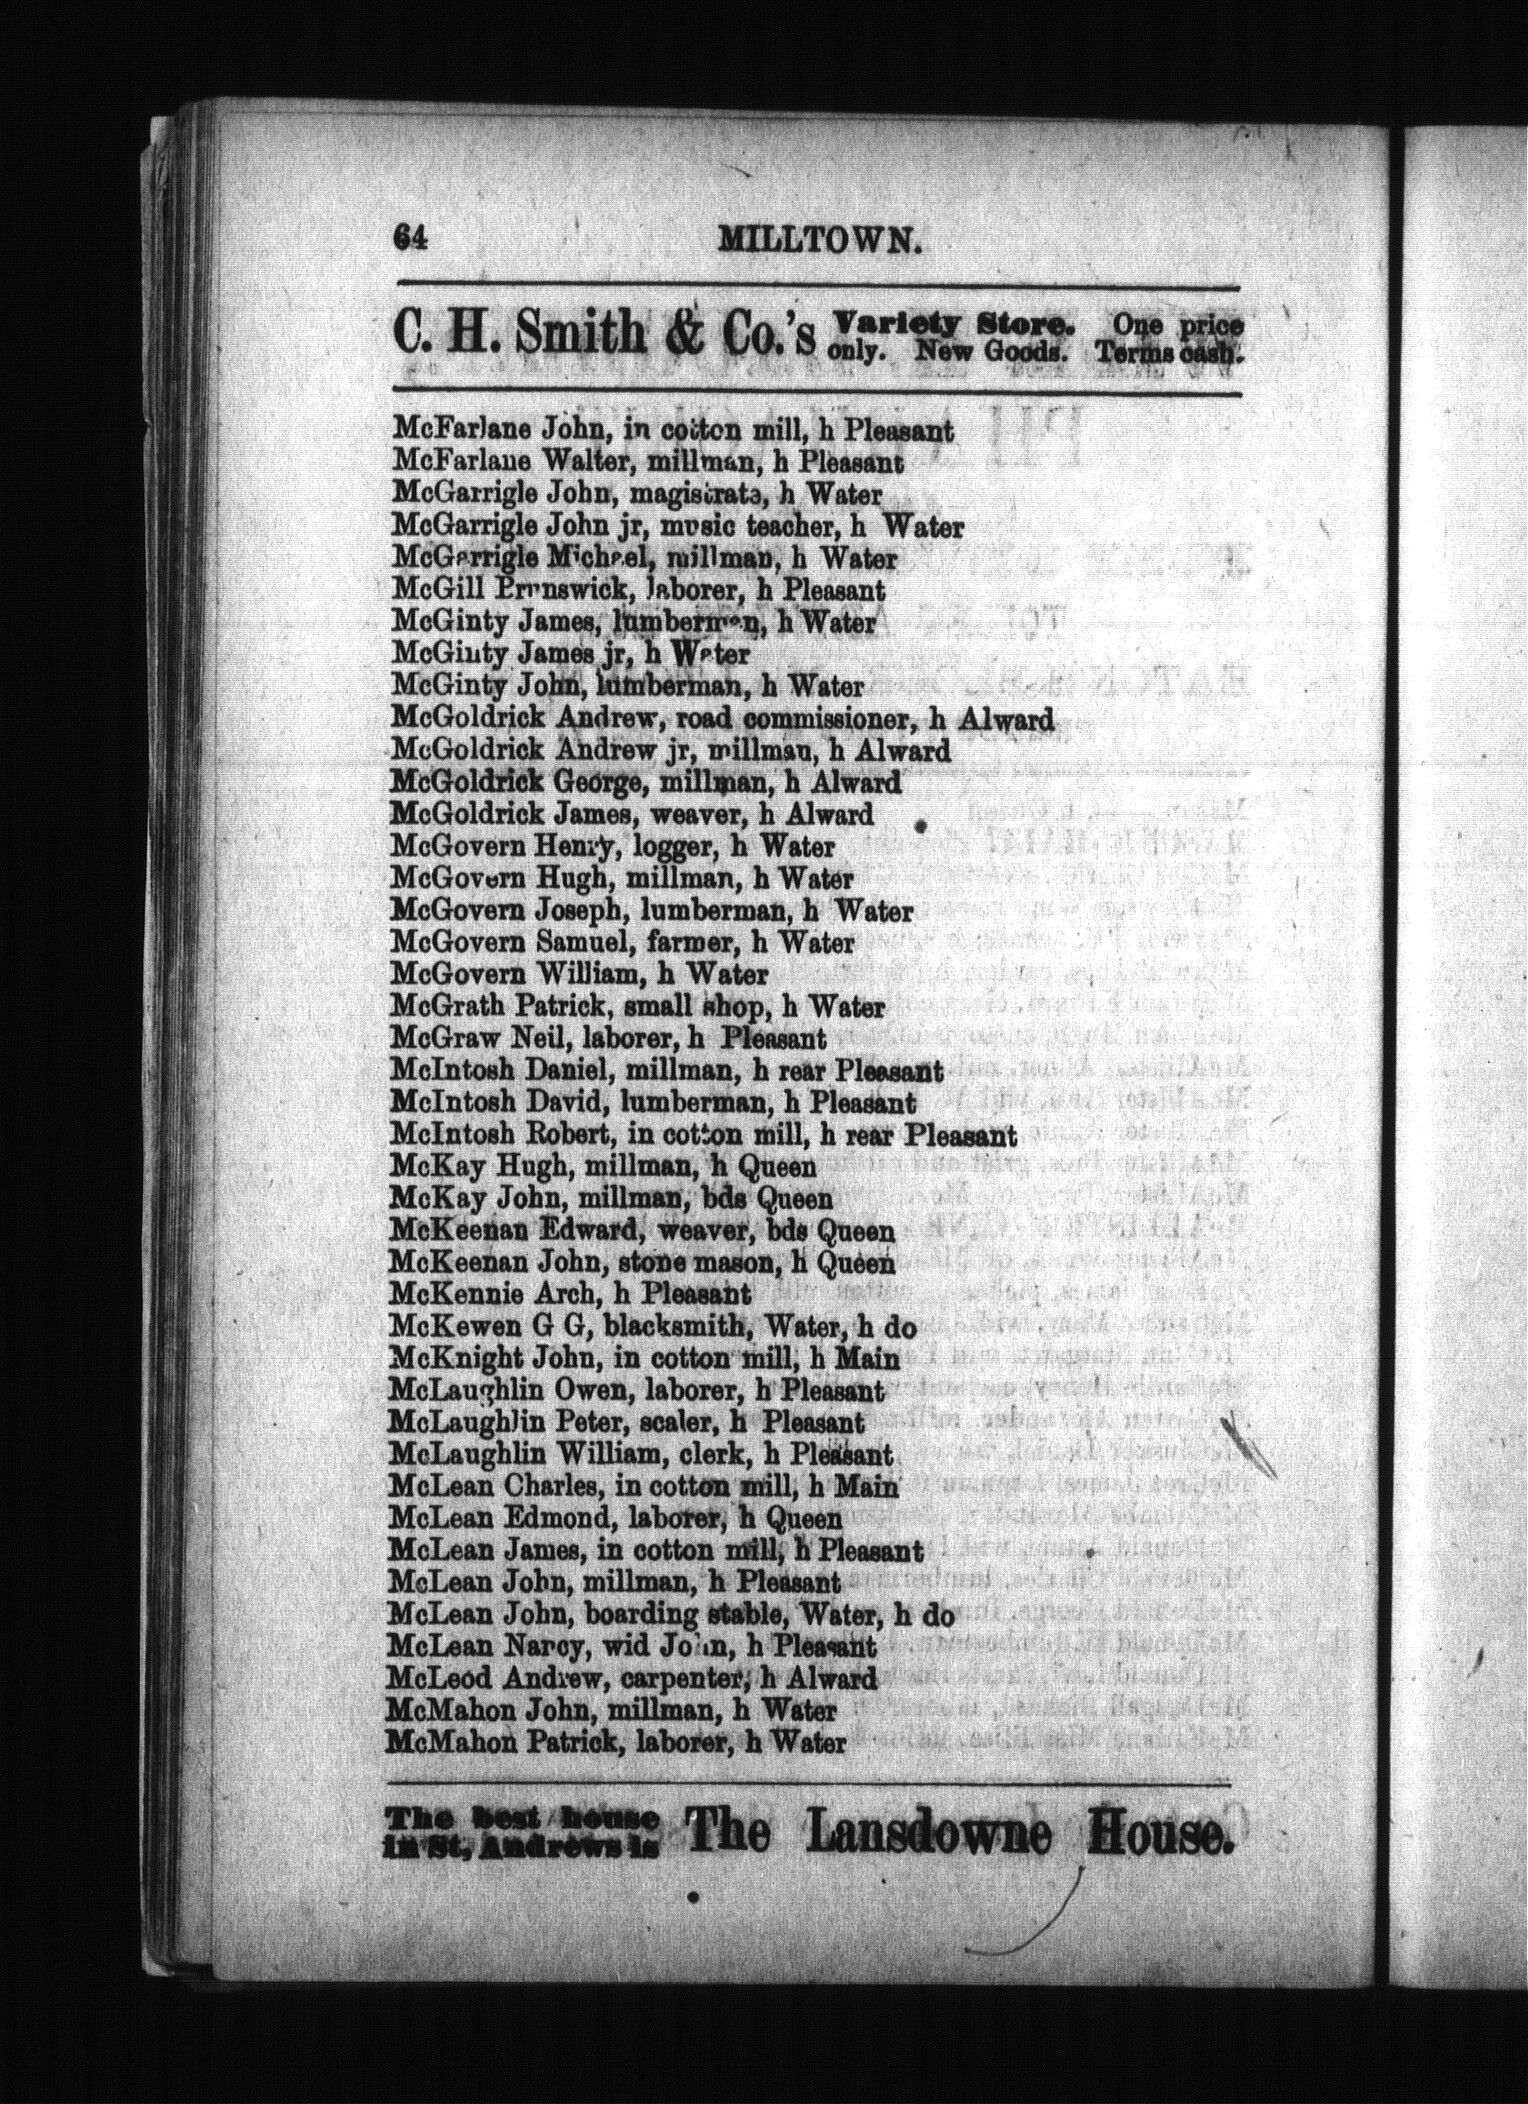 64 MILLTOWN.
C. H. Smith & Co.'s Variety Store. One price
only. New Goods. Terms cash.
McFarlane John, in cotton mill, h Pleasant
McFarlane Walter, millman, h Pleasant
McGarrigle John, magistrate, h Water
McGarrigle John jr, music teacher, h Water
McGarrigle Michael, millman, h Water
McGill Brunswick, laborer, h Pleasant
McGinty James, lumberman, h Water
McGinty James jr, h Water
McGinty John, lumberman, h Water
McGoldrick Andrew, road commissioner, h Alward
McGoldrick Andrew jr, millman, h Alward
McGoldrick George, millman, h Alward
McGoldrick James, weaver, h Alward
McGovern Henry, logger, h Water
McGovern Hugh, millman, h Water
McGovern Joseph, lumberman, h Water
McGovern Samuel, farmer, h Water
McGovern William, h Water
McGrath Patrick, small shop, h Water
McGraw Neil, laborer, h Pleasant
McIntosh Daniel, millman, h rear Pleasant
McIntosh David, lumberman, h Pleasant
McIntosh Robert, in cotton mill, h rear Pleasant
McKay Hugh, millman, h Queen
McKay John, millman, bds Queen
McKeenan Edward, weaver, bds Queen
McKeenan John, stone mason, h Queen
McKennie Arch, h Pleasant
McKewen G G, blacksmith, Water, h do
McKnight John, in cotton mill, h Main
McLaughlin Owen, laborer, h Pleasant
McLaughlin Peter, scaler, h Pleasant
McLaughlin William, clerk, h Pleasant
McLean Charles, in cotton mill, h Main
McLean Edmond, laborer, h Queen
McLean James, in cotton mill, h Pleasant
McLean John, millman, h Pleasant
McLean John, boarding stable, Water, h do
McLean Nancy, wid John, h Pleasant
McLeod Andrew, carpenter, h Alward
McMahon John, millman, h Water
McMahon Patrick, laborer, h Water
The best house
in St. Andrews is The Lansdowne House.